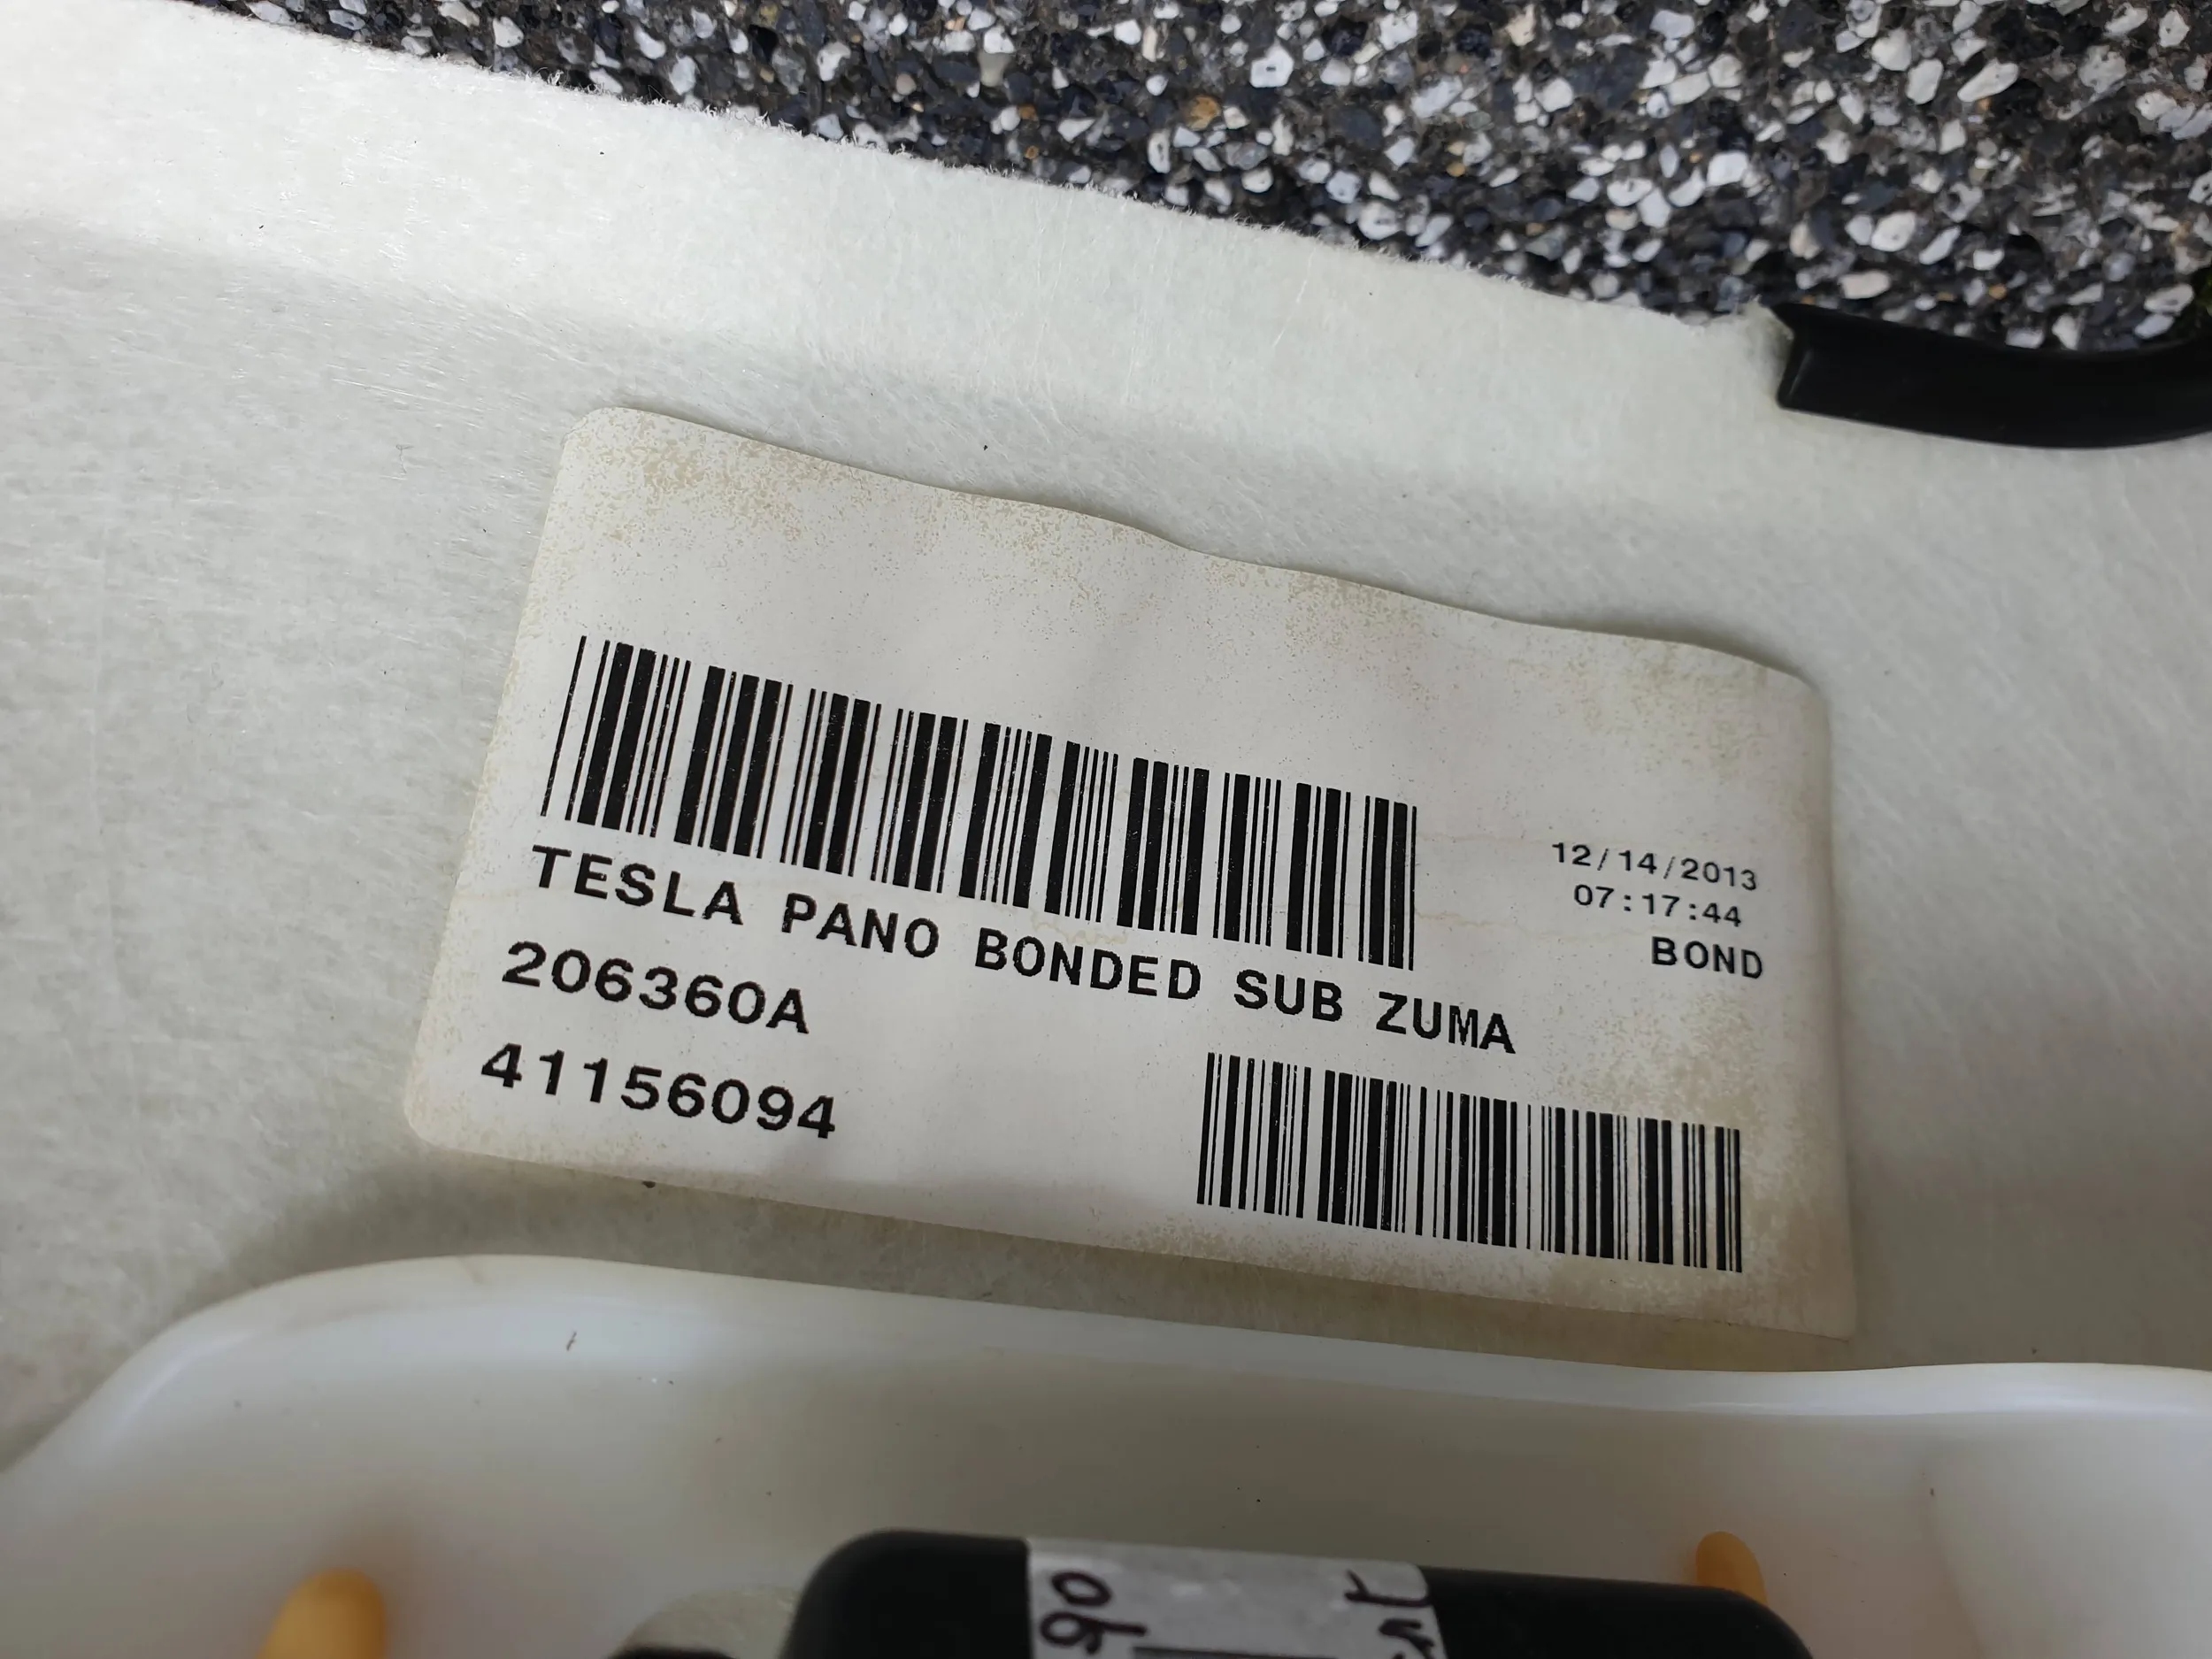 12/14/2013
07:17:44
BOND
TESLA PANO BONDED SUB ZUMA
206360A
41156094